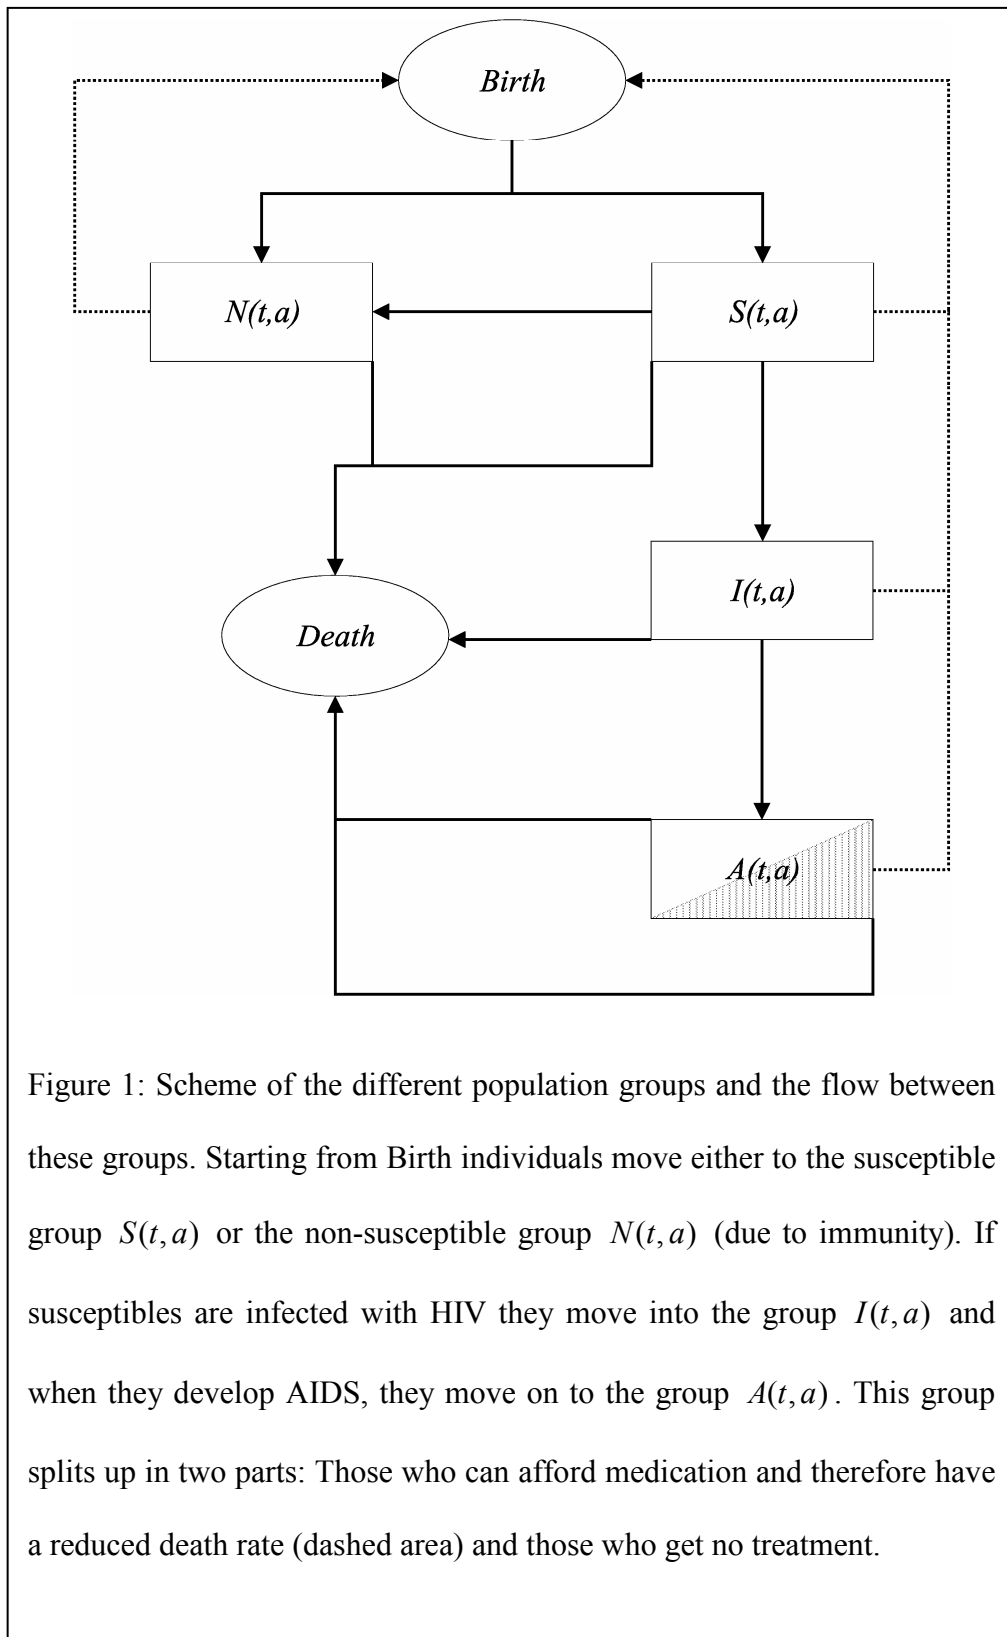 Birth
N(t,a)
S(t,a)
I(t,a)
Death
A(t,a)
Figure 1: Scheme of the different population groups and the flow between
these groups. Starting from Birth individuals move either to the susceptible
group S(t,a) or the non-susceptible group N(t,a) (due to immunity). If
susceptibles are infected with HIV they move into the group I(t,a) and
when they develop AIDS, they move on to the group A(t,a). This group
splits up in two parts: Those who can afford medication and therefore have
a reduced death rate (dashed area) and those who get no treatment.